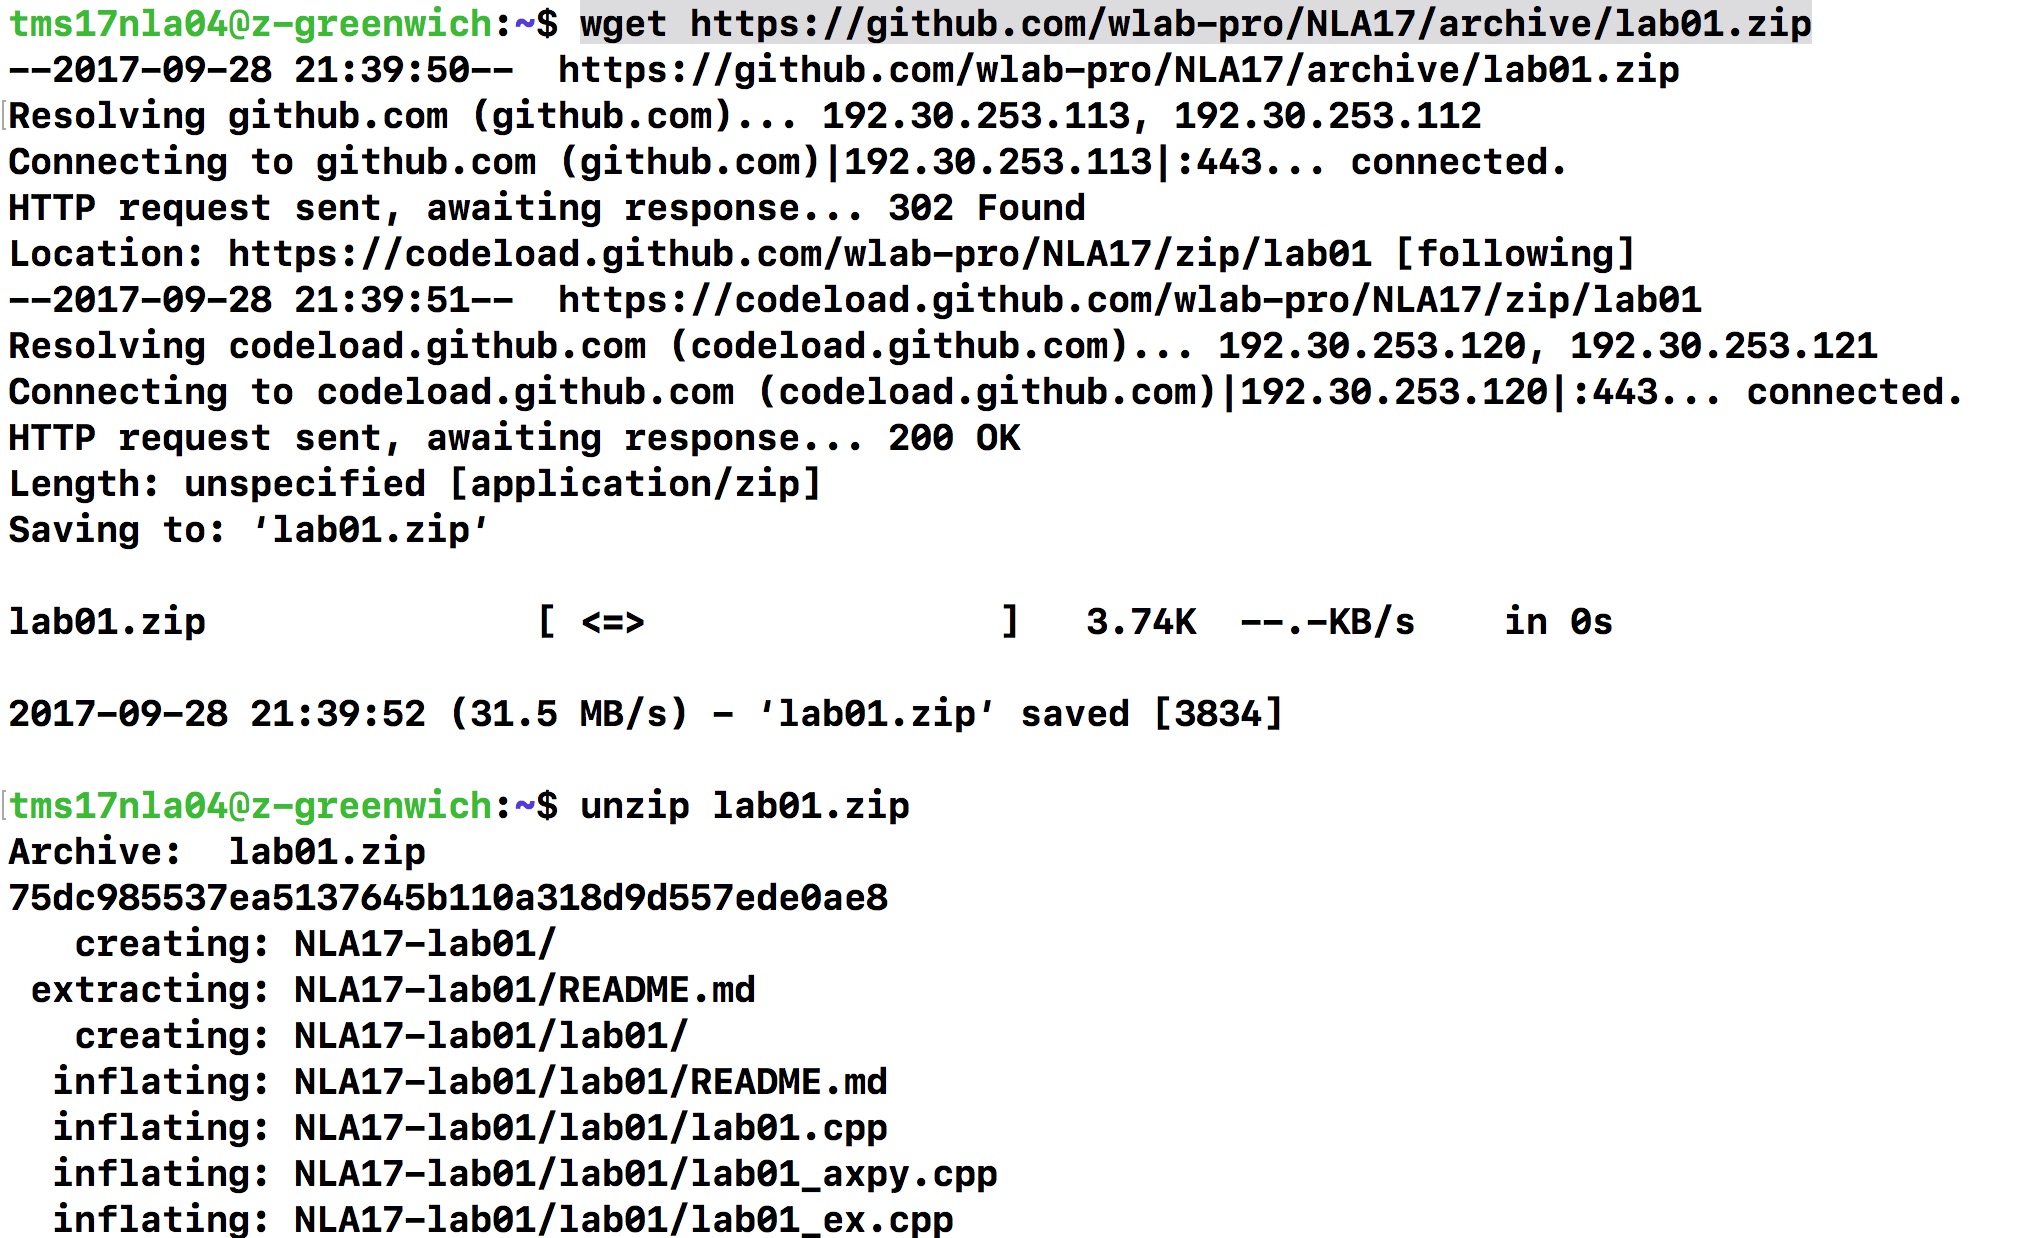 tms17nla04@z-greenwich:~$ wget https://github.com/wlab-pro/NLA17/archive/lab01.zip
--2017-09-28 21:39:50--  https://github.com/wlab-pro/NLA17/archive/lab01.zip
Resolving github.com (github.com)... 192.30.253.113, 192.30.253.112
Connecting to github.com (github.com)|192.30.253.113|:443... connected.
HTTP request sent, awaiting response... 302 Found
Location: https://codeload.github.com/wlab-pro/NLA17/zip/lab01 [following]
--2017-09-28 21:39:51--  https://codeload.github.com/wlab-pro/NLA17/zip/lab01
Resolving codeload.github.com (codeload.github.com)... 192.30.253.120, 192.30.253.121
Connecting to codeload.github.com (codeload.github.com)|192.30.253.120|:443... connected.
HTTP request sent, awaiting response... 200 OK
Length: unspecified [application/zip]
Saving to: ‘lab01.zip’
lab01.zip               [ <=>                ]   3.74K  --.-KB/s    in 0s
2017-09-28 21:39:52 (31.5 MB/s) - ‘lab01.zip’ saved [3834]
tms17nla04@z-greenwich:~$ unzip lab01.zip
Archive:  lab01.zip
75dc985537ea5137645b110a318d9d557ede0ae8
   creating: NLA17-lab01/
 extracting: NLA17-lab01/README.md
   creating: NLA17-lab01/lab01/
  inflating: NLA17-lab01/lab01/README.md
  inflating: NLA17-lab01/lab01/lab01.cpp
  inflating: NLA17-lab01/lab01/lab01_axpy.cpp
  inflating: NLA17-lab01/lab01/lab01_ex.cpp